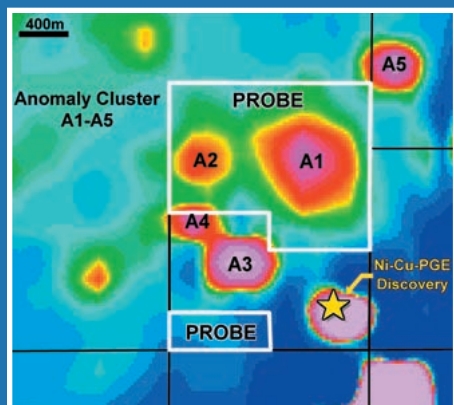 400m
A5
Anomaly Cluster
A1-A5
PROBE
A2
A1
A4
A3
Ni-Cu-PGE
Discovery
PROBE